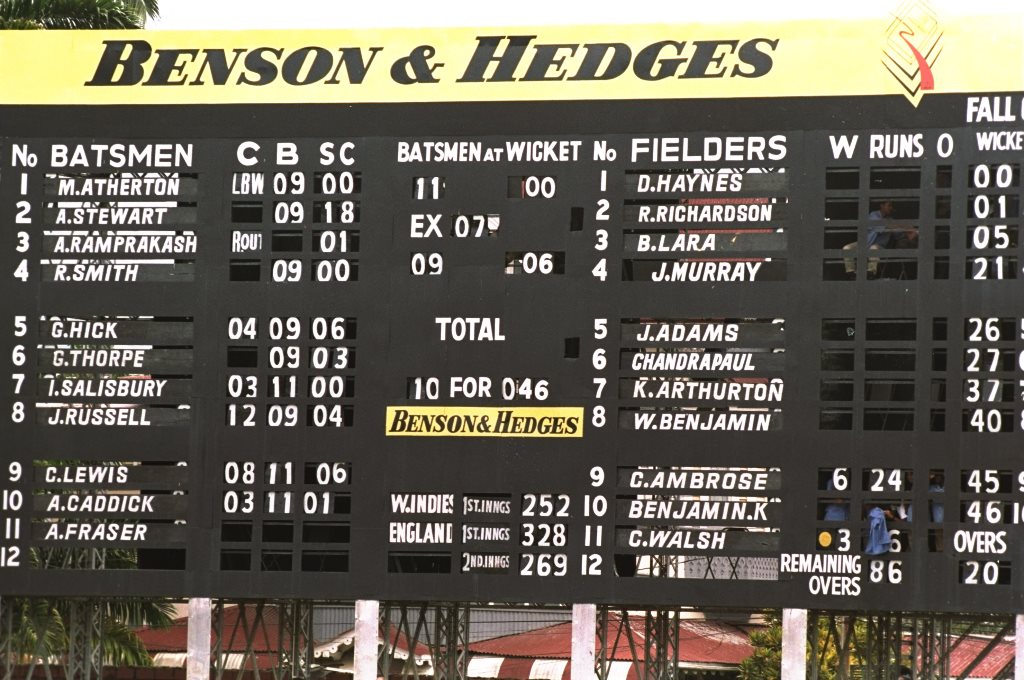 BENSON & HEDGES
FALL
No BATSMEN C B SC BATSMEN AT WICKET No FIELDERS W RUNS O
1 M.ATHERTON LBW 09 00 11 00 1 D.HAYNES 00
2 A.STEWART 09 18 EX 07 2 R.RICHARDSON 01
3 A.RAMPRAKASH 01 3 B.LARA 05
4 R.SMITH 09 00 09 06 4 J.MURRAY 21
5 G.HICK 04 09 06 TOTAL 5 J.ADAMS 26
6 G.THORPE 09 03 6 CHANDRAPAUL 27
7 I.SALISBURY 03 11 00 10 FOR 046 7 K.ARTHURTON 37
8 J.RUSSELL 12 09 04 BENSON & HEDGES 8 W.BENJAMIN 40
9 C.LEWIS 08 11 06 9 C.AMBROSE 6 24 45
10 A.CADDICK 03 11 01 W.INDIES 1ST.INNGS 252 10 BENJAMIN.K 46
11 A.FRASER ENGLAND 1ST.INNGS 328 11 C.WALSH 3 OVERS
12 2ND.INNGS 269 12 REMAINING OVERS 86 20